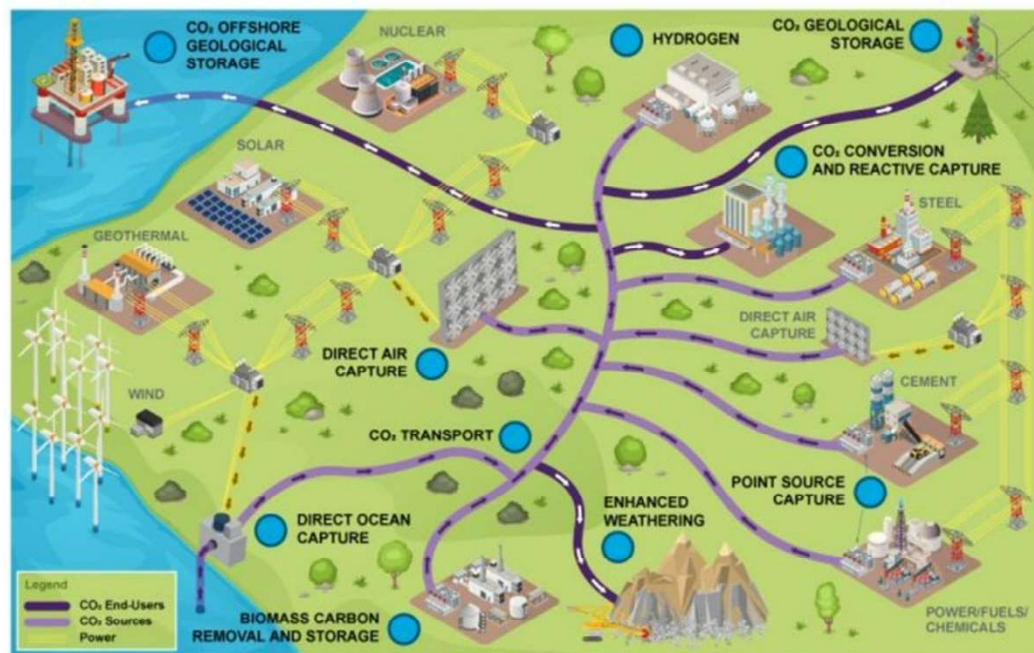 CO₂ OFFSHORE
GEOLOGICAL
STORAGE
NUCLEAR
HYDROGEN
CO₂ GEOLOGICAL
STORAGE
SOLAR
CO₂ CONVERSION
AND REACTIVE CAPTURE
STEEL
GEOTHERMAL
DIRECT AIR
CAPTURE
DIRECT AIR
CAPTURE
WIND
CEMENT
CO₂ TRANSPORT
POINT SOURCE
CAPTURE
DIRECT OCEAN
CAPTURE
ENHANCED
WEATHERING
BIOMASS CARBON
REMOVAL AND STORAGE
POWER/FUELS/
CHEMICALS
Legend
CO₂ End-Users
CO₂ Sources
Power